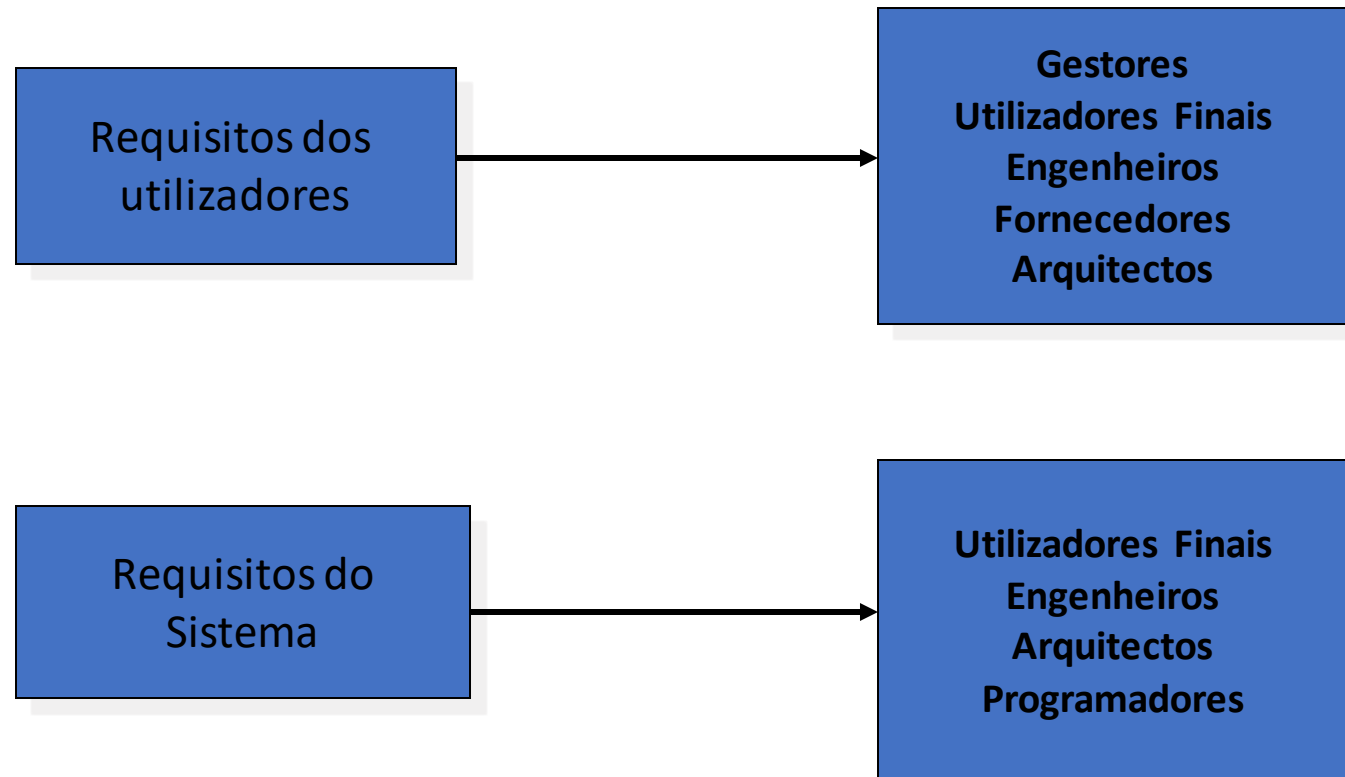 Requisitos dos
utilizadores
Gestores
Utilizadores Finais
Engenheiros
Fornecedores
Arquitectos
Requisitos do
Sistema
Utilizadores Finais
Engenheiros
Arquitectos
Programadores